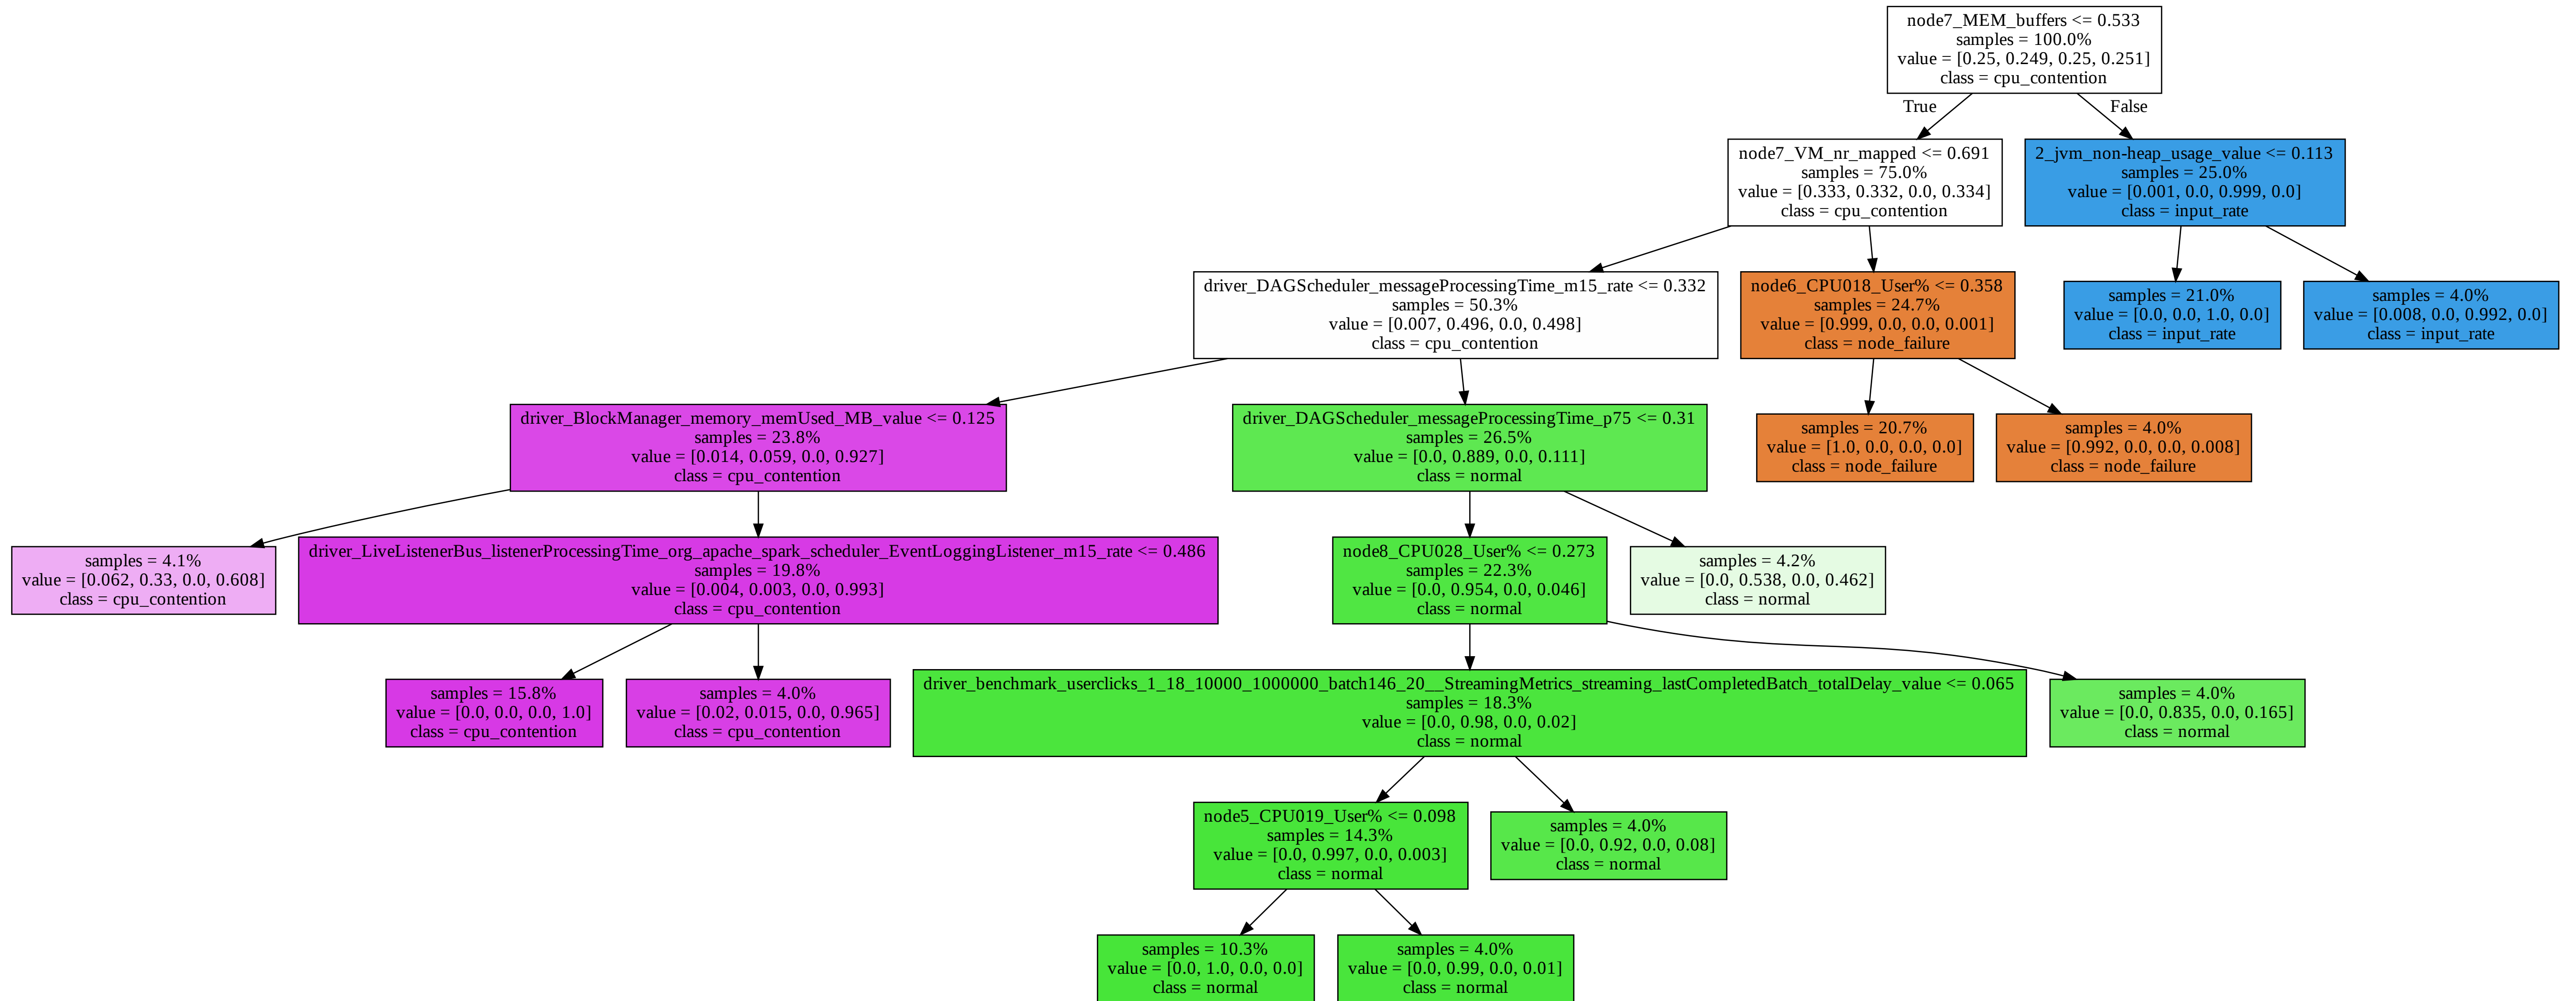 node7_MEM_buffers <= 0.533
samples = 100.0%
value = [0.25, 0.249, 0.25, 0.251]
class = cpu_contention
True
False
node7_VM_nr_mapped <= 0.691
samples = 75.0%
value = [0.333, 0.332, 0.0, 0.334]
class = cpu_contention
2_jvm_non-heap_usage_value <= 0.113
samples = 25.0%
value = [0.001, 0.0, 0.999, 0.0]
class = input_rate
driver_DAGScheduler_messageProcessingTime_m15_rate <= 0.332
samples = 50.3%
value = [0.007, 0.496, 0.0, 0.498]
class = cpu_contention
node6_CPU018_User% <= 0.358
samples = 24.7%
value = [0.999, 0.0, 0.0, 0.001]
class = node_failure
samples = 21.0%
value = [0.0, 0.0, 1.0, 0.0]
class = input_rate
samples = 4.0%
value = [0.008, 0.0, 0.992, 0.0]
class = input_rate
driver_BlockManager_memory_memUsed_MB_value <= 0.125
samples = 23.8%
value = [0.014, 0.059, 0.0, 0.927]
class = cpu_contention
driver_DAGScheduler_messageProcessingTime_p75 <= 0.31
samples = 26.5%
value = [0.0, 0.889, 0.0, 0.111]
class = normal
samples = 20.7%
value = [1.0, 0.0, 0.0, 0.0]
class = node_failure
samples = 4.0%
value = [0.992, 0.0, 0.0, 0.008]
class = node_failure
samples = 4.1%
value = [0.062, 0.33, 0.0, 0.608]
class = cpu_contention
driver_LiveListenerBus_listenerProcessingTime_org_apache_spark_scheduler_EventLoggingListener_m15_rate <= 0.486
samples = 19.8%
value = [0.004, 0.003, 0.0, 0.993]
class = cpu_contention
node8_CPU028_User% <= 0.273
samples = 22.3%
value = [0.0, 0.954, 0.0, 0.046]
class = normal
samples = 4.2%
value = [0.0, 0.538, 0.0, 0.462]
class = normal
samples = 15.8%
value = [0.0, 0.0, 0.0, 1.0]
class = cpu_contention
samples = 4.0%
value = [0.02, 0.015, 0.0, 0.965]
class = cpu_contention
driver_benchmark_userclicks_1_18_10000_1000000_batch146_20__StreamingMetrics_streaming_lastCompletedBatch_totalDelay_value <= 0.065
samples = 18.3%
value = [0.0, 0.98, 0.0, 0.02]
class = normal
samples = 4.0%
value = [0.0, 0.835, 0.0, 0.165]
class = normal
node5_CPU019_User% <= 0.098
samples = 14.3%
value = [0.0, 0.997, 0.0, 0.003]
class = normal
samples = 4.0%
value = [0.0, 0.92, 0.0, 0.08]
class = normal
samples = 10.3%
value = [0.0, 1.0, 0.0, 0.0]
class = normal
samples = 4.0%
value = [0.0, 0.99, 0.0, 0.01]
class = normal